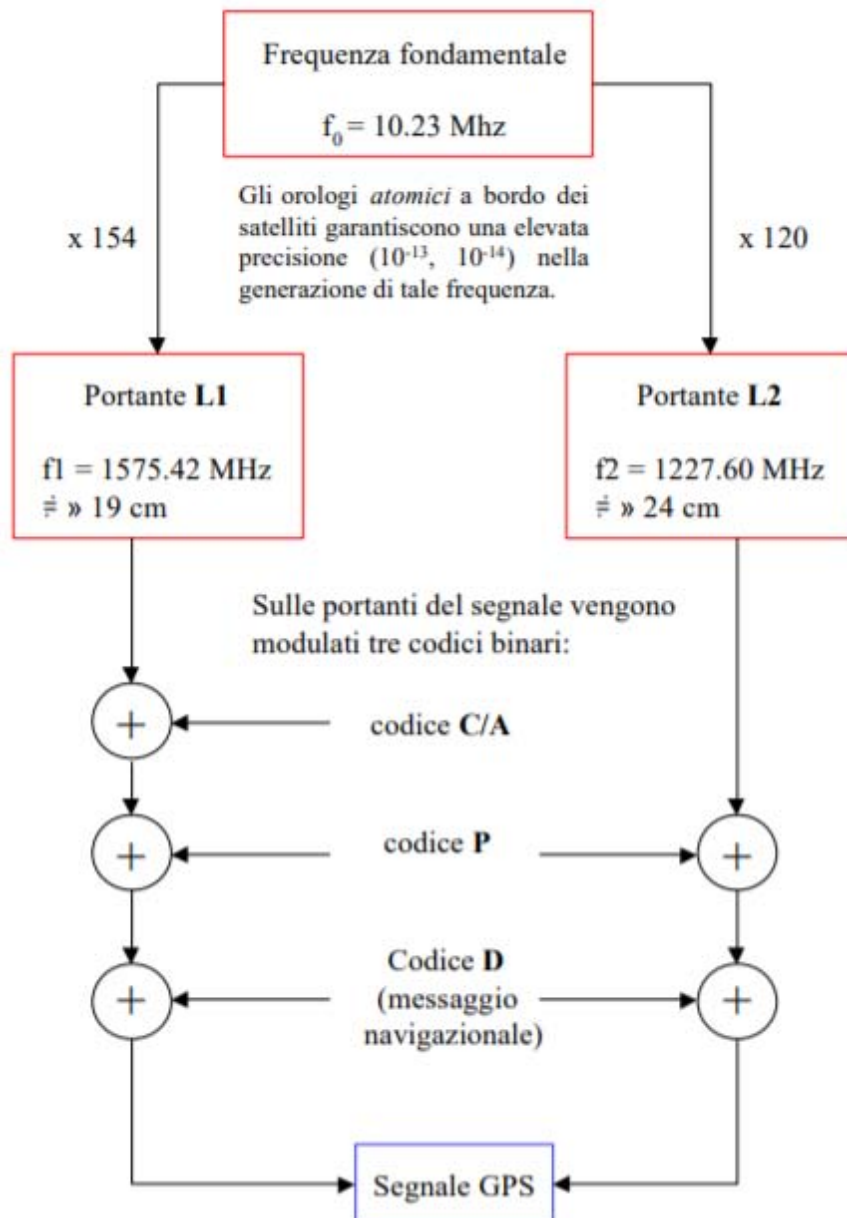 Frequenza fondamentale
f₀ = 10.23 Mhz
Gli orologi atomici a bordo dei
satelliti garantiscono una elevata
precisione (10⁻¹³, 10⁻¹⁴) nella
generazione di tale frequenza.
x 154
x 120
Portante L1
f1 = 1575.42 MHz
≓ » 19 cm
Portante L2
f2 = 1227.60 MHz
≓ » 24 cm
Sulle portanti del segnale vengono
modulati tre codici binari:
+
codice C/A
+
codice P
+
+
Codice D
(messaggio
navigazionale)
+
Segnale GPS